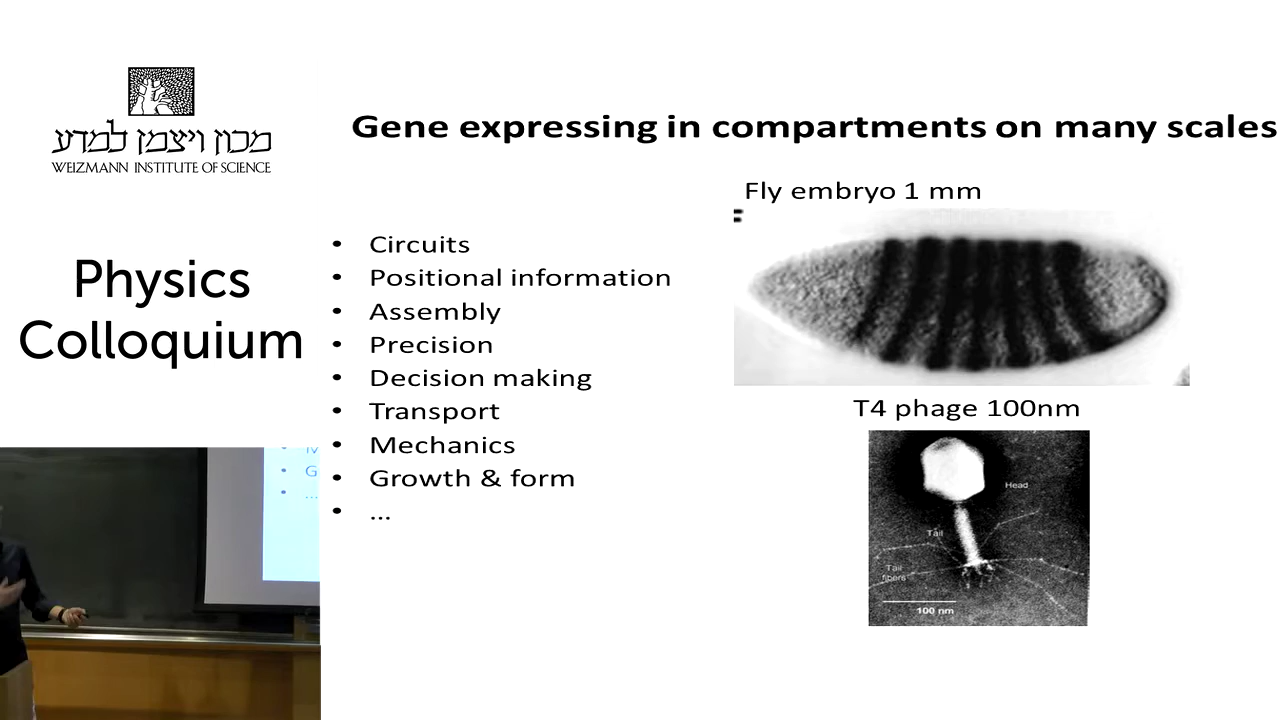 מכון ויצמן למדע
WEIZMANN INSTITUTE OF SCIENCE
Physics
Colloquium
Gene expressing in compartments on many scales
• Circuits
• Positional information
• Assembly
• Precision
• Decision making
• Transport
• Mechanics
• Growth & form
• ...
Fly embryo 1 mm
T4 phage 100nm
Head
Tail
Tail
fibers
100 nm
• G
• ...